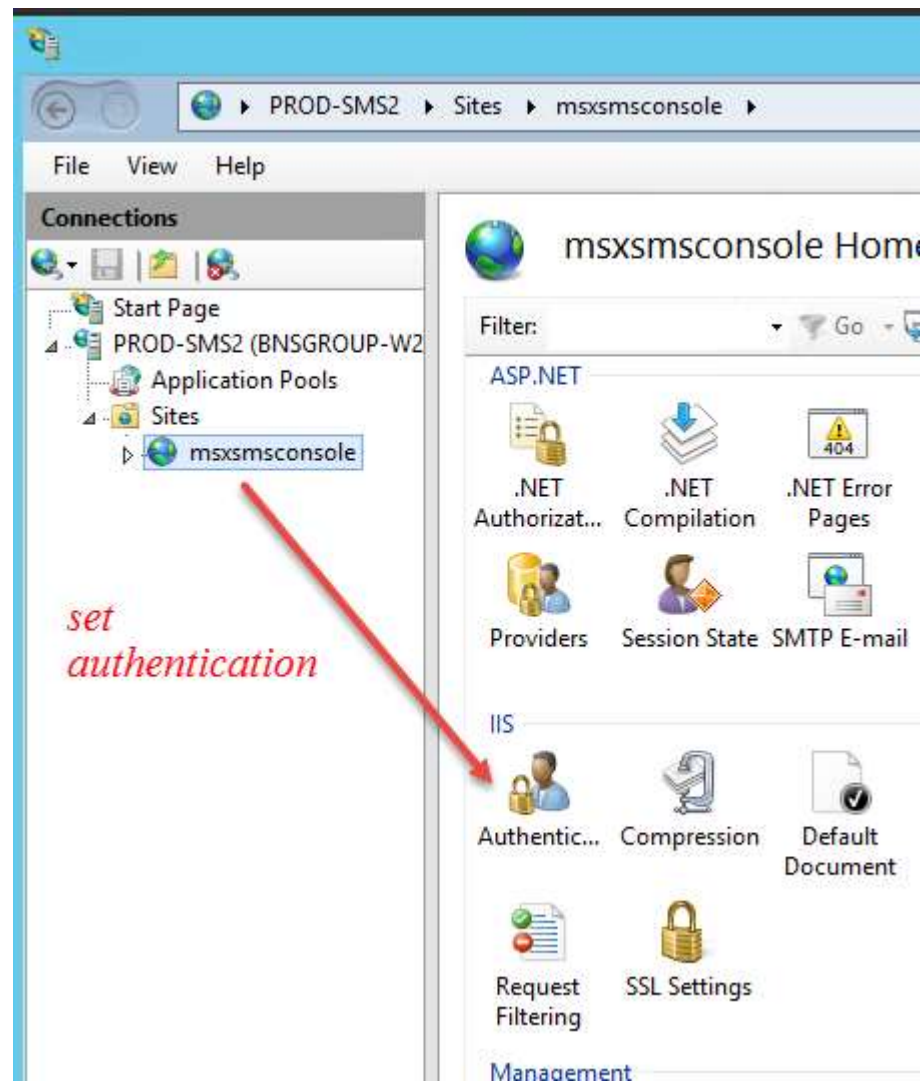 PROD-SMS2 ▸ Sites ▸ msxsmsconsole ▸
File View Help
Connections
Start Page
PROD-SMS2 (BNSGROUP-W2
Application Pools
Sites
msxsmsconsole
set
authentication
msxsmsconsole Home
Filter: Go
ASP.NET
.NET .NET .NET Error
Authorizat... Compilation Pages
404
Providers Session State SMTP E-mail
IIS
Authentic... Compression Default
Document
Request SSL Settings
Filtering
Management